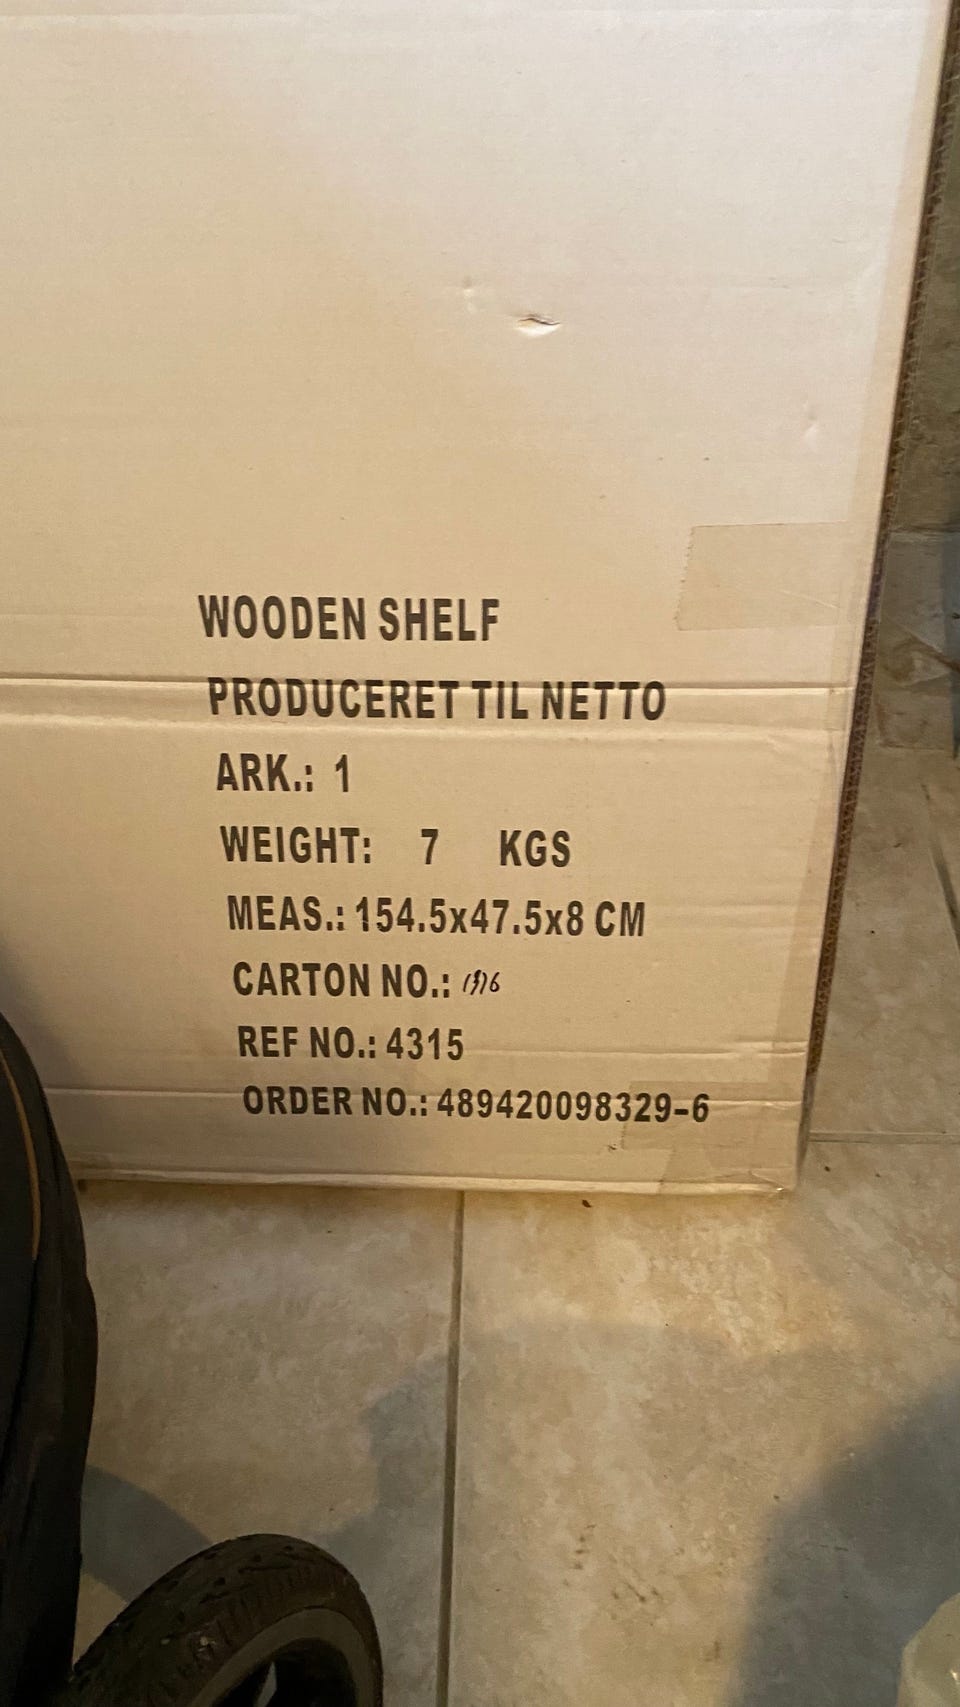 WOODEN SHELF
PRODUCERET TIL NETTO
ARK.: 1
WEIGHT: 7 KGS
MEAS.: 154.5x47.5x8 CM
CARTON NO.:
REF NO.: 4315
ORDER NO.: 489420098329-6